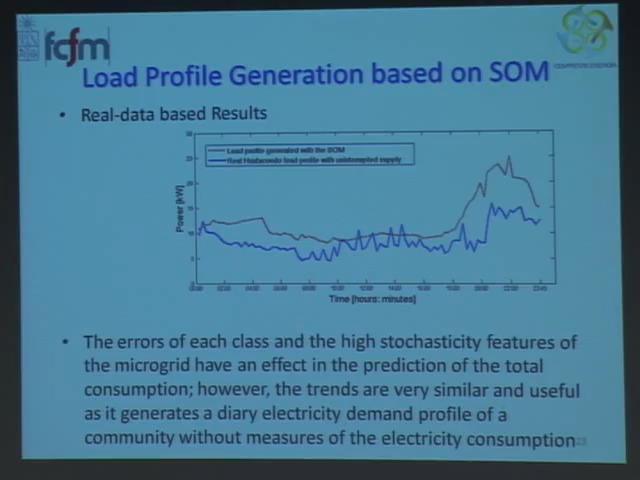 fcfm
Load Profile Generation based on SOM
• Real-data based Results
Load profile generated with the SOM
Real Huatacondo load profile with uninterrupted supply
Power [kW]
Time [hours: minutes]
• The errors of each class and the high stochasticity features of
the microgrid have an effect in the prediction of the total
consumption; however, the trends are very similar and useful
as it generates a diary electricity demand profile of a
community without measures of the electricity consumption